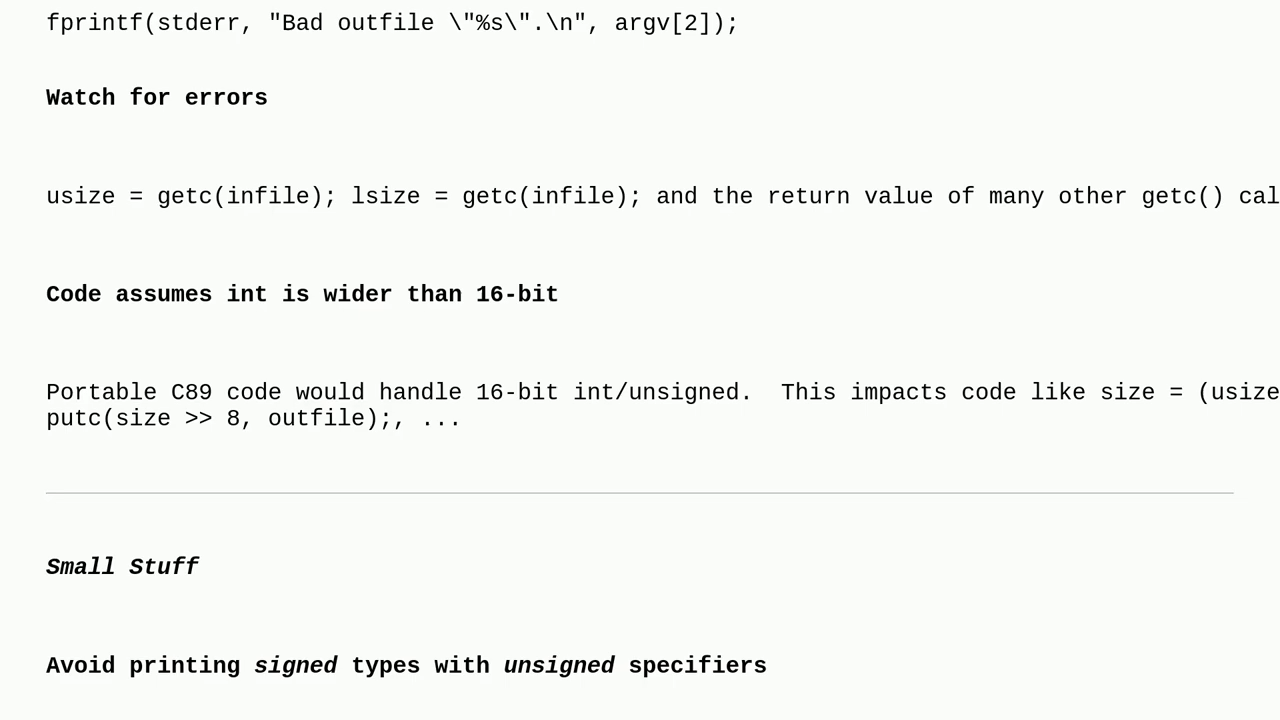 fprintf(stderr, "Bad outfile \"%s\".\n", argv[2]);
Watch for errors
usize = getc(infile); lsize = getc(infile); and the return value of many other getc() cal
Code assumes int is wider than 16-bit
Portable C89 code would handle 16-bit int/unsigned.  This impacts code like size = (usize
putc(size >> 8, outfile);, ...
Small Stuff
Avoid printing signed types with unsigned specifiers